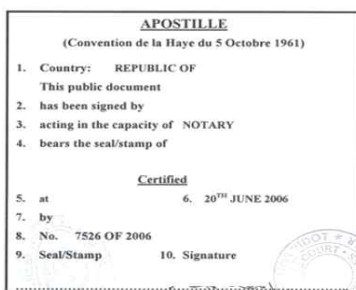 APOSTILLE
(Convention de la Haye du 5 Octobre 1961)
1. Country: REPUBLIC OF
This public document
2. has been signed by
3. acting in the capacity of NOTARY
4. bears the seal/stamp of
Certified
5. at 6. 20TH JUNE 2006
7. by
8. No. 7526 OF 2006
9. Seal/Stamp 10. Signature
COURT